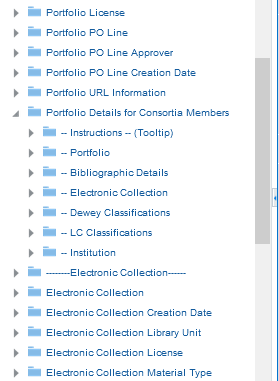 Portfolio License
Portfolio PO Line
Portfolio PO Line Approver
Portfolio PO Line Creation Date
Portfolio URL Information
Portfolio Details for Consortia Members
-- Instructions -- (Tooltip)
-- Portfolio
-- Bibliographic Details
-- Electronic Collection
-- Dewey Classifications
-- LC Classifications
-- Institution
--------Electronic Collection------
Electronic Collection
Electronic Collection Creation Date
Electronic Collection Library Unit
Electronic Collection License
Electronic Collection Material Type